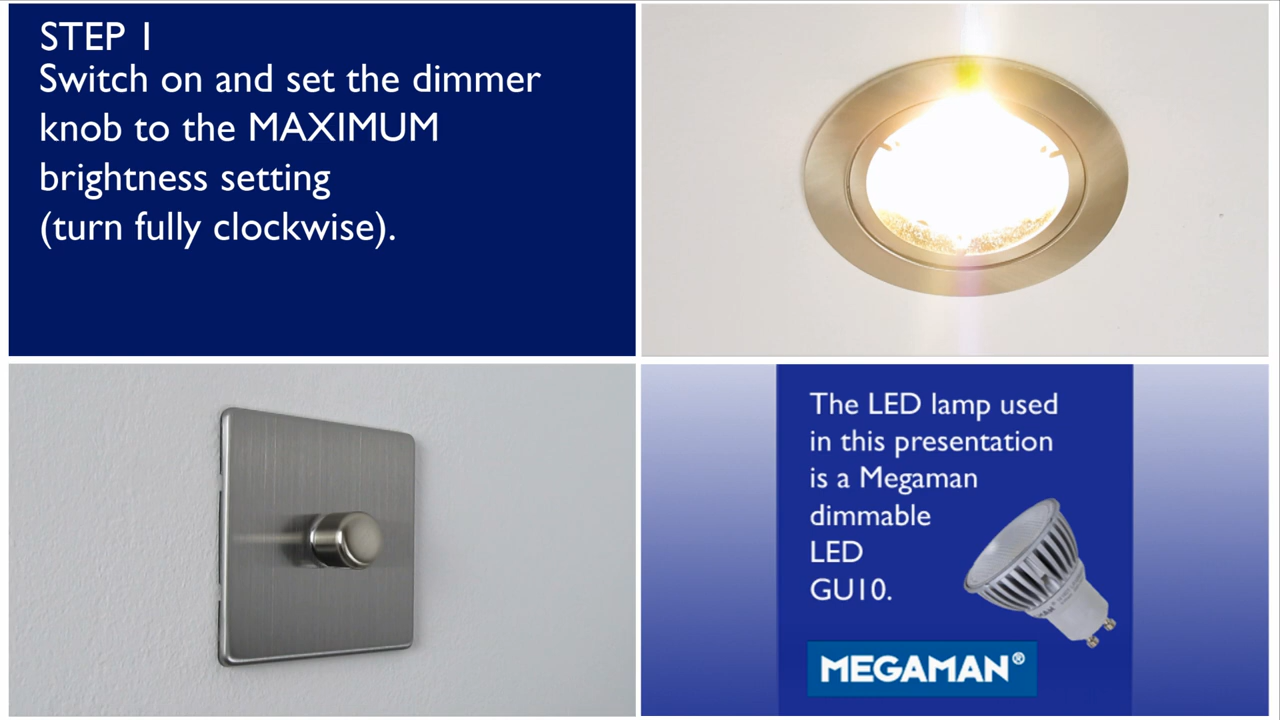 STEP 1
Switch on and set the dimmer
knob to the MAXIMUM
brightness setting
(turn fully clockwise).
The LED lamp used
in this presentation
is a Megaman
dimmable
LED
GU10.
MEGAMAN®